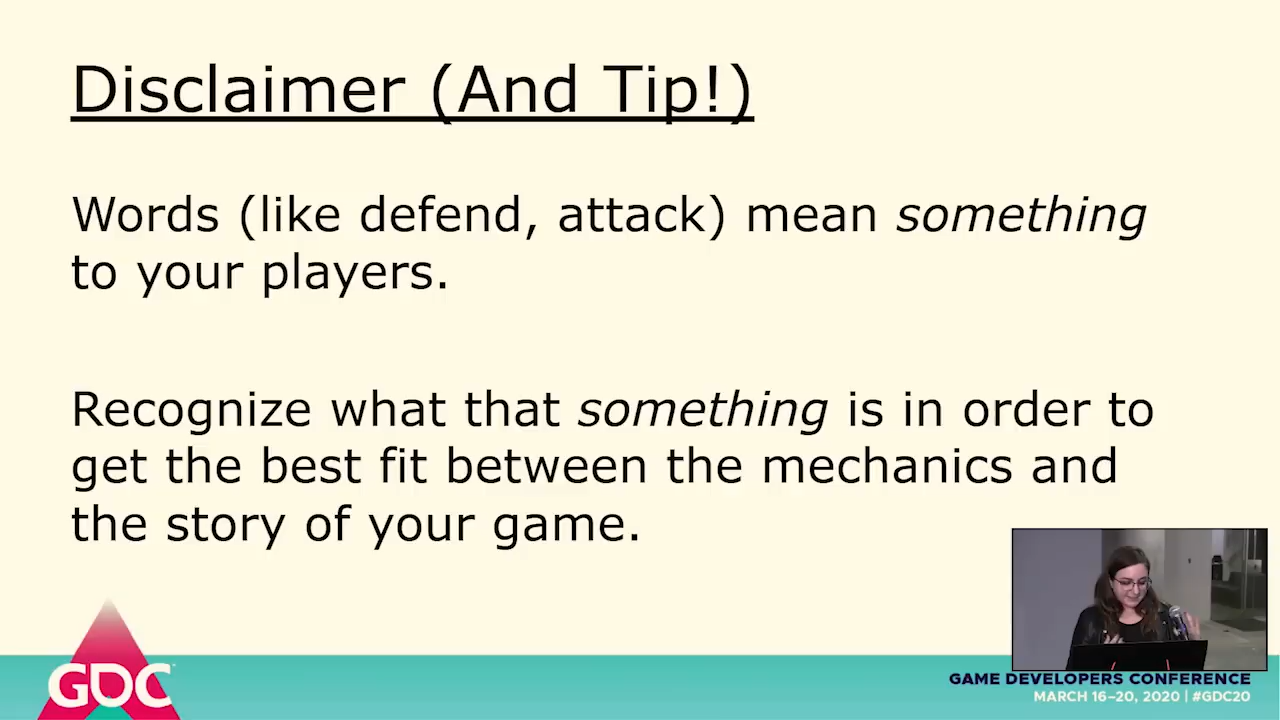 Disclaimer (And Tip!)
Words (like defend, attack) mean something
to your players.
Recognize what that something is in order to
get the best fit between the mechanics and
the story of your game.
GDC
GAME DEVELOPERS CONFERENCE
MARCH 16–20, 2020 | #GDC20